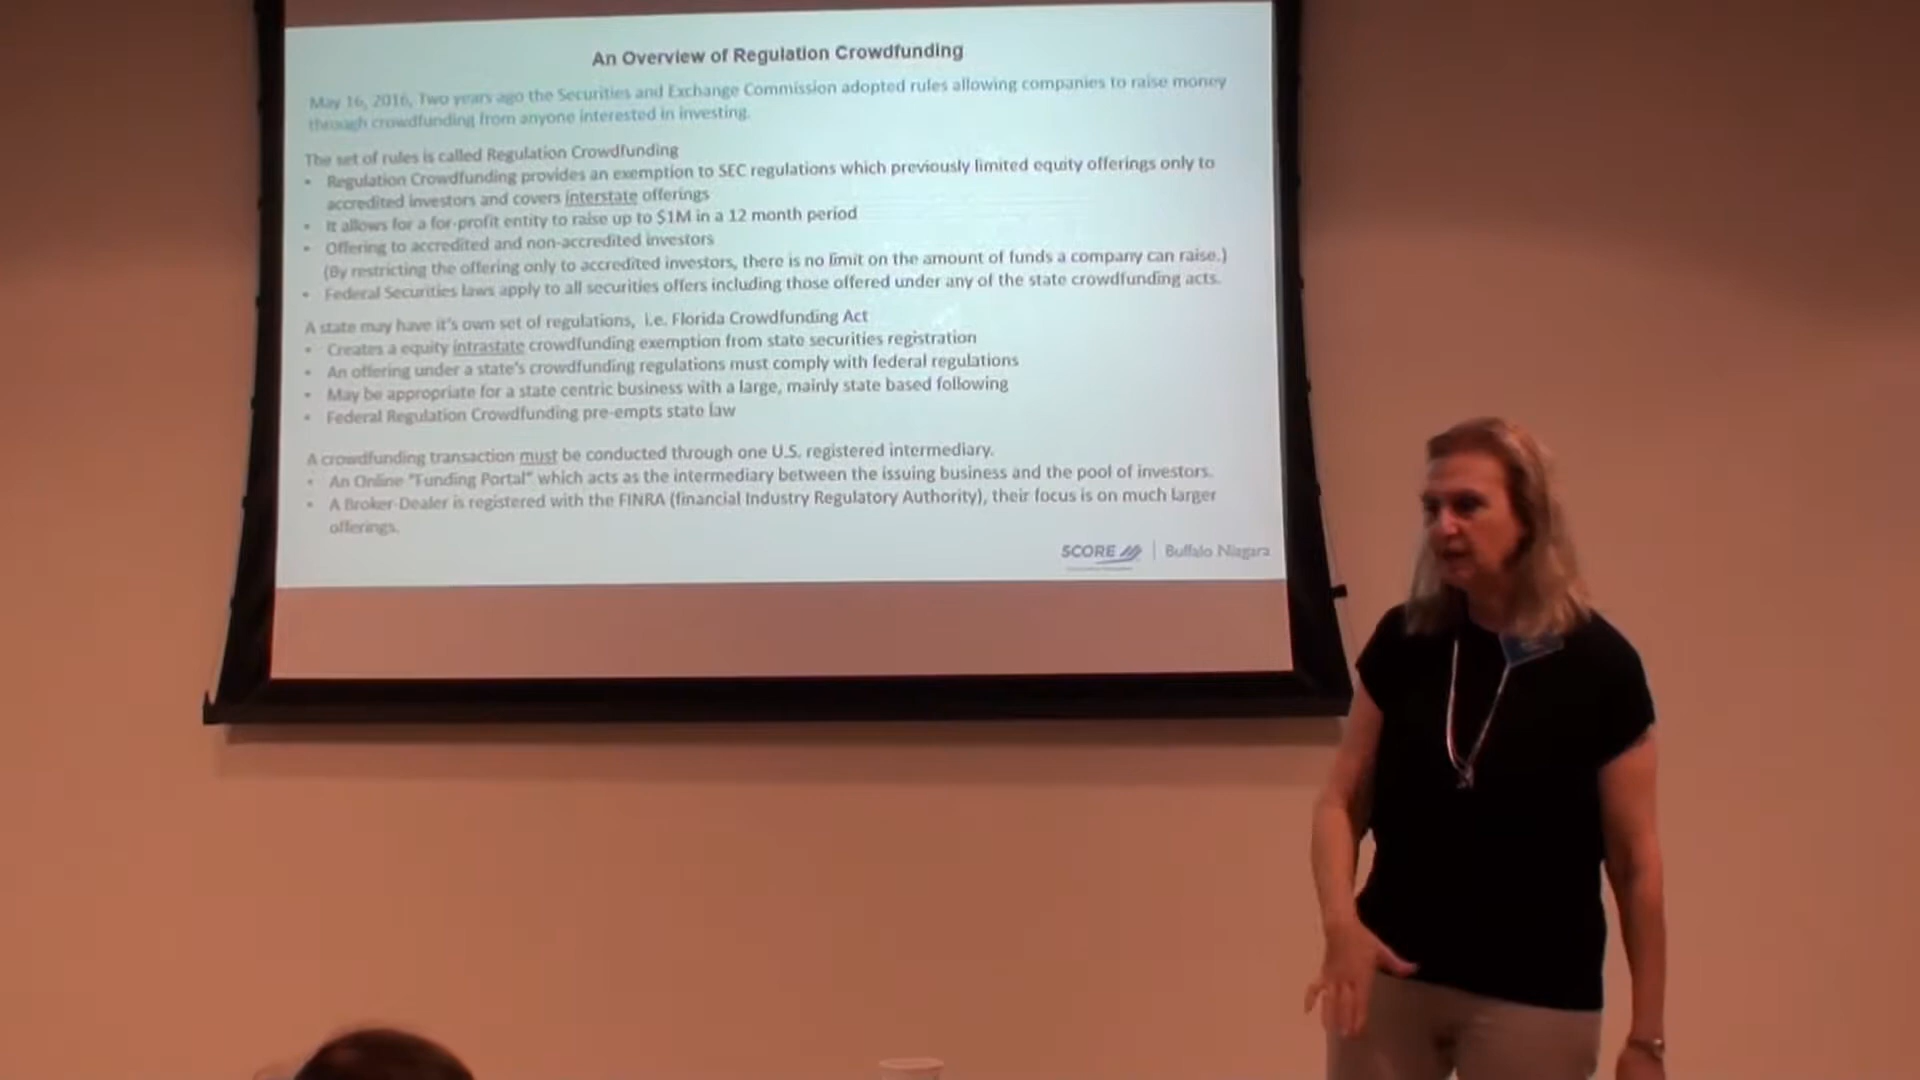 An Overview of Regulation Crowdfunding
May 16, 2016, Two years ago the Securities and Exchange Commission adopted rules allowing companies to raise money
through crowdfunding from anyone interested in investing.
The set of rules is called Regulation Crowdfunding
• Regulation Crowdfunding provides an exemption to SEC regulations which previously limited equity offerings only to
accredited investors and covers interstate offerings
• It allows for a for-profit entity to raise up to $1M in a 12 month period
• Offering to accredited and non-accredited investors
(By restricting the offering only to accredited investors, there is no limit on the amount of funds a company can raise.)
• Federal Securities laws apply to all securities offers including those offered under any of the state crowdfunding acts.
A state may have it's own set of regulations, i.e. Florida Crowdfunding Act
• Creates a equity intrastate crowdfunding exemption from state securities registration
• An offering under a state's crowdfunding regulations must comply with federal regulations
• May be appropriate for a state centric business with a large, mainly state based following
• Federal Regulation Crowdfunding pre-empts state law
A crowdfunding transaction must be conducted through one U.S. registered intermediary.
• An Online "Funding Portal" which acts as the intermediary between the issuing business and the pool of investors.
• A Broker-Dealer is registered with the FINRA (financial Industry Regulatory Authority), their focus is on much larger
offerings.
SCORE | Buffalo Niagara